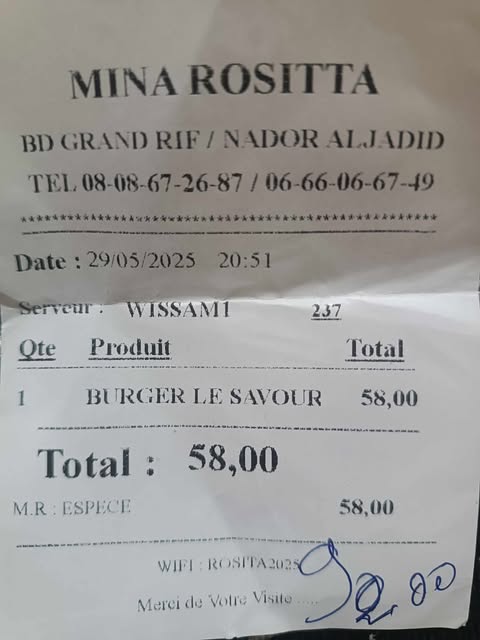 MINA ROSITTA
BD GRAND RIF / NADOR ALJADID
TEL 08-08-67-26-87 / 06-66-06-67-49
****************************************************
Date : 29/05/2025 20:51
Serveur : WISSAM1 237
Qte Produit Total
1 BURGER LE SAVOUR 58,00
Total : 58,00
M.R : ESPECE 58,00
WIFI : ROSITA2025
Merci de Votre Visite .....